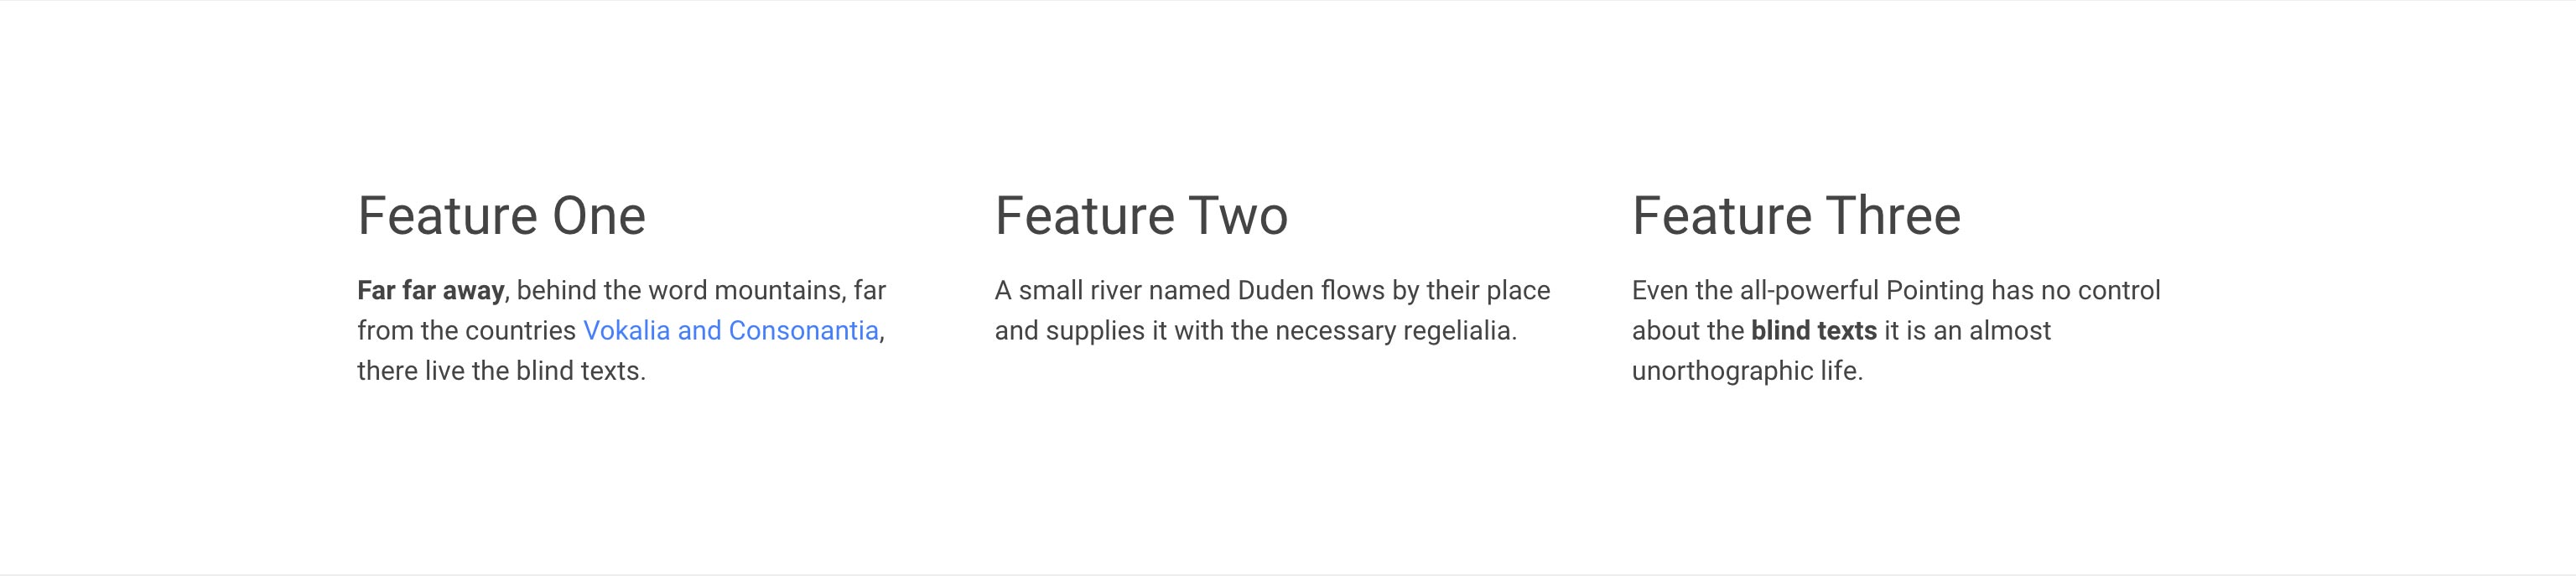 Feature One
Far far away, behind the word mountains, far
from the countries Vokalia and Consonantia,
there live the blind texts.
Feature Two
A small river named Duden flows by their place
and supplies it with the necessary regelialia.
Feature Three
Even the all-powerful Pointing has no control
about the blind texts it is an almost
unorthographic life.